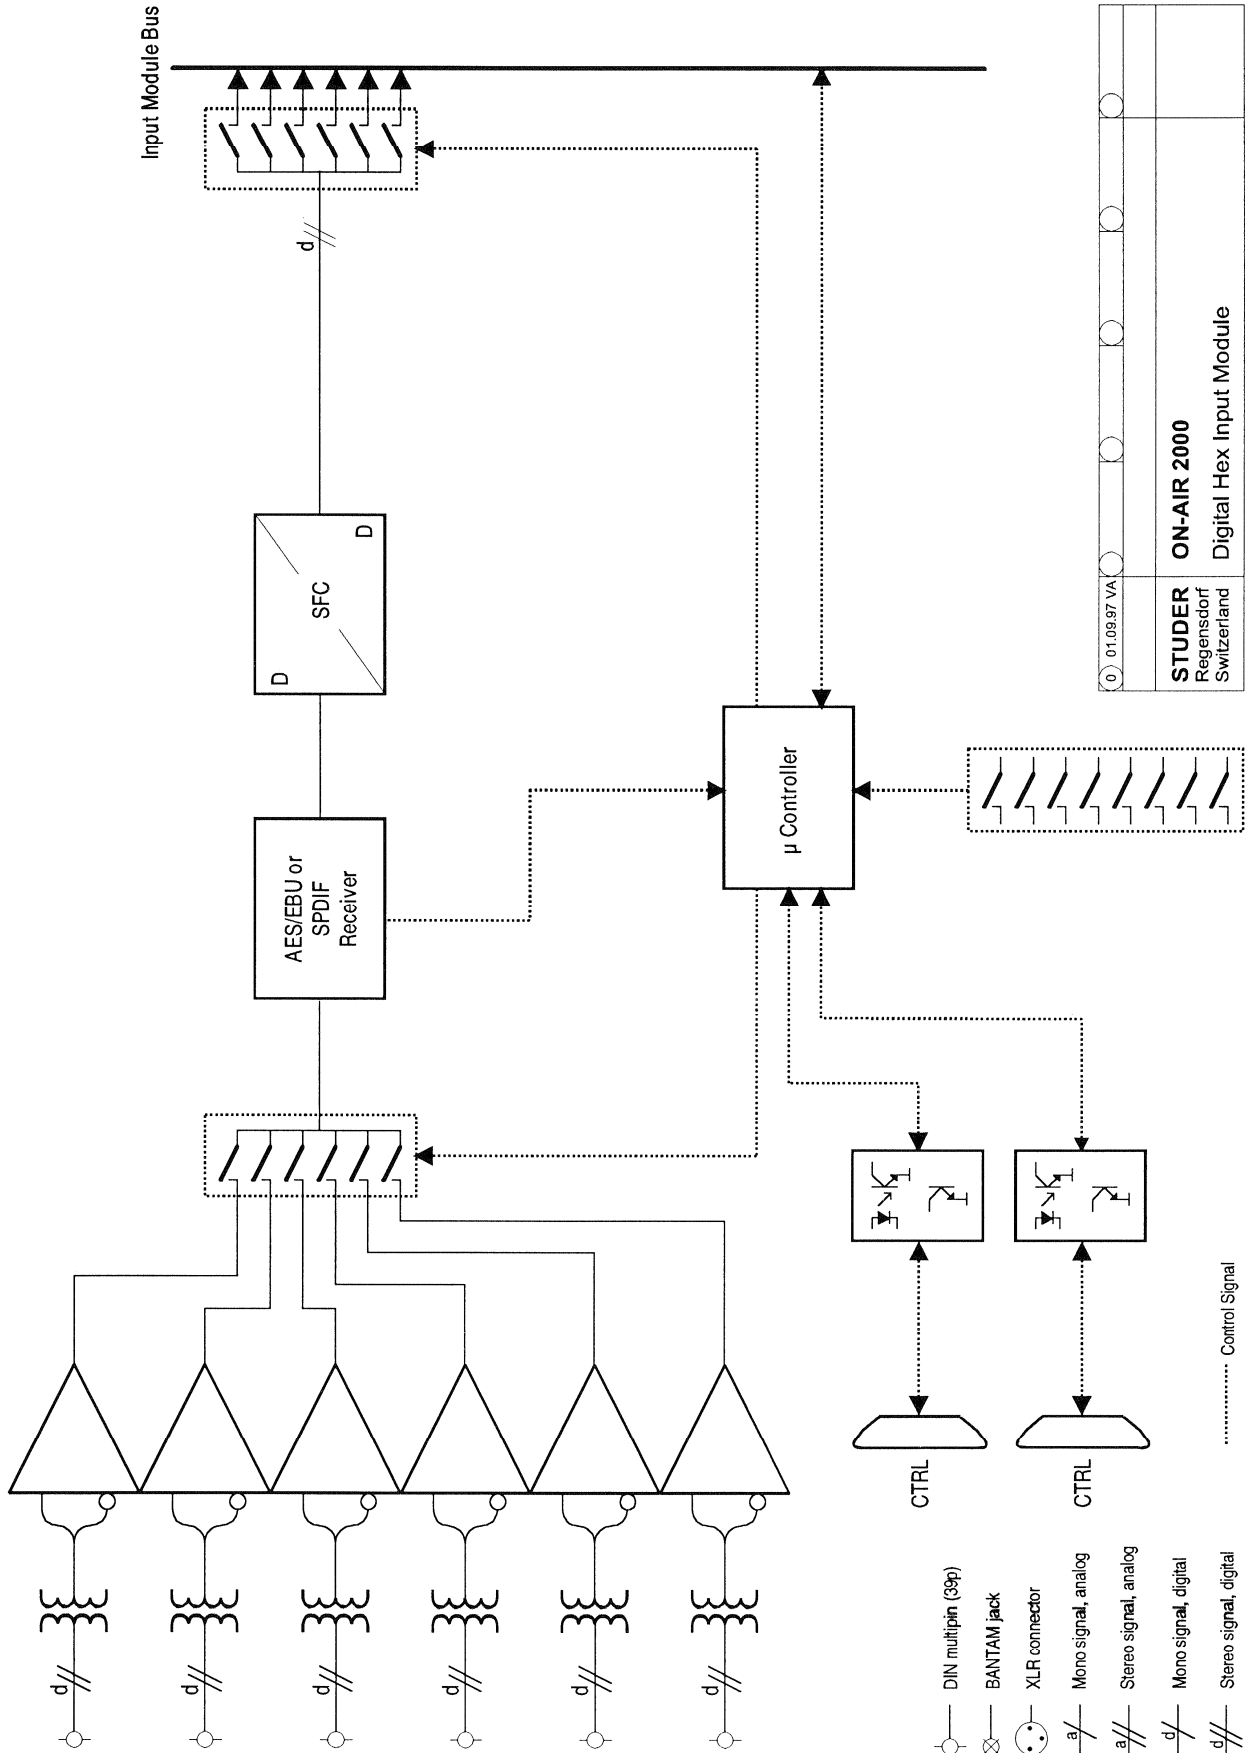 Input Module Bus
d
D
SFC
D
AES/EBU or
SPDIF
Receiver
µ Controller
d
d
d
d
d
d
CTRL
CTRL
DIN multipin (39p)
BANTAM jack
XLR connector
a
Mono signal, analog
a
Stereo signal, analog
d
Mono signal, digital
d
Stereo signal, digital
Control Signal
0
01.09.97 VA
STUDER
Regensdorf
Switzerland
ON-AIR 2000
Digital Hex Input Module